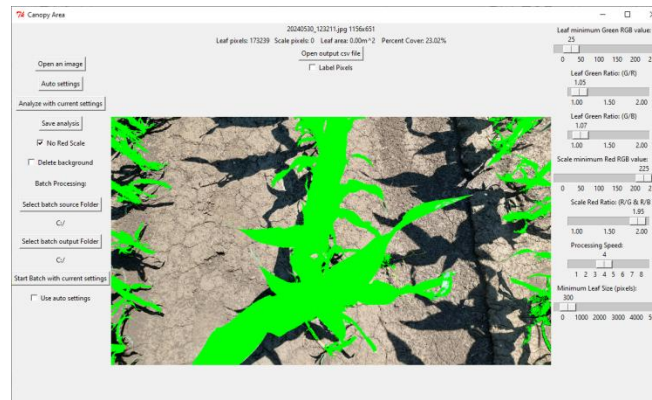 Canopy Area
20240530_123211.jpg 1156x651
Leaf pixels: 173239 Scale pixels: 0 Leaf area: 0.00m^2 Percent Cover: 23.02%
Open output csv file
Label Pixels
Open an image
Auto settings
Analyze with current settings
Save analysis
No Red Scale
Delete background
Batch Processing:
Select batch source Folder
C:/
Select batch output Folder
C:/
Start Batch with current settings
Use auto settings
Leaf minimum Green RGB value:
25
0 50 100 150 200 2
Leaf Green Ratio: (G/R)
1.05
1.00 1.50 2.00
Leaf Green Ratio: (G/B)
1.07
1.00 1.50 2.00
Scale minimum Red RGB value:
225
0 50 100 150 200 2
Scale Red Ratio: (R/G & R/B
1.95
1.00 1.50 2.00
Processing Speed:
4
1 2 3 4 5 6 7 8
Minimum Leaf Size (pixels):
300
0 1000 2000 3000 4000 5